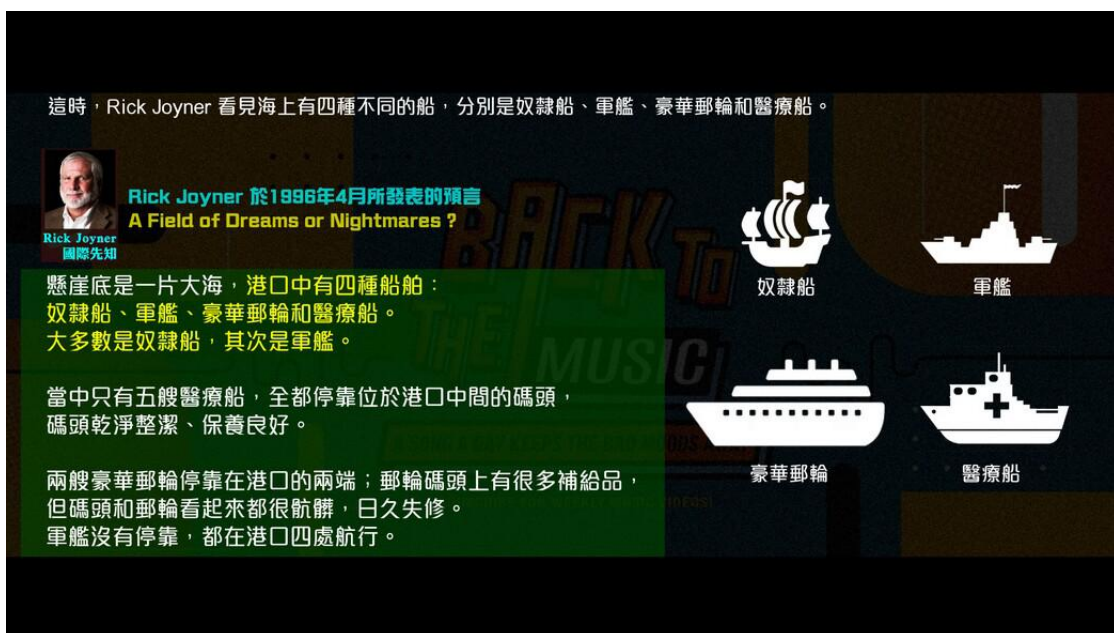 這時，Rick Joyner 看見海上有四種不同的船，分別是奴隸船、軍艦、豪華郵輪和醫療船。
Rick Joyner 於1996年4月所發表的預言
A Field of Dreams or Nightmares ?
Rick Joyner
國際先知
懸崖底是一片大海，港口中有四種船舶：
奴隸船、軍艦、豪華郵輪和醫療船。
大多數是奴隸船，其次是軍艦。
當中只有五艘醫療船，全都停靠位於港口中間的碼頭，
碼頭乾淨整潔、保養良好。
兩艘豪華郵輪停靠在港口的兩端；郵輪碼頭上有很多補給品，
但碼頭和郵輪看起來都很骯髒，日久失修。
軍艦沒有停靠，都在港口四處航行。
奴隸船
軍艦
豪華郵輪
醫療船
BACK TO
THE MUSIC
A SONG A DAY KEEPS THE BAD MOODS AWAY